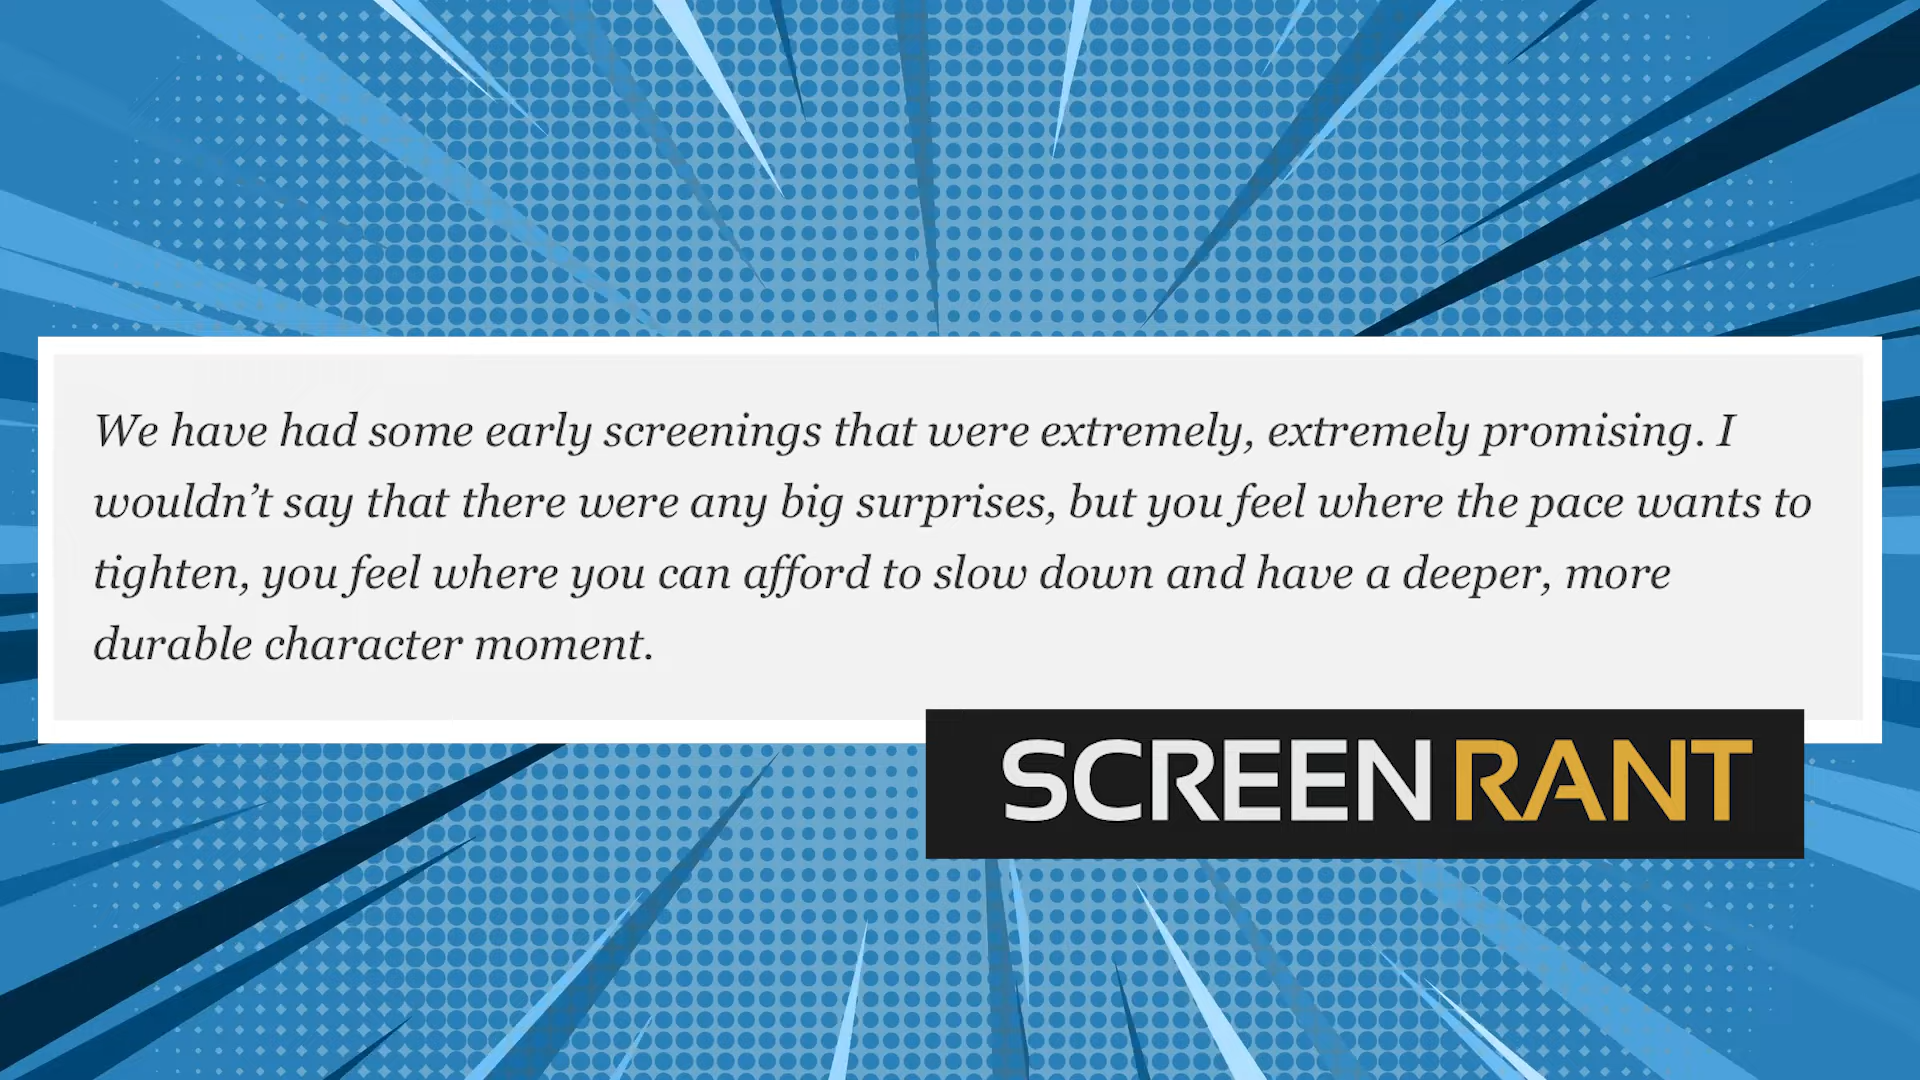 We have had some early screenings that were extremely, extremely promising. I
wouldn’t say that there were any big surprises, but you feel where the pace wants to
tighten, you feel where you can afford to slow down and have a deeper, more
durable character moment.
SCREENRANT